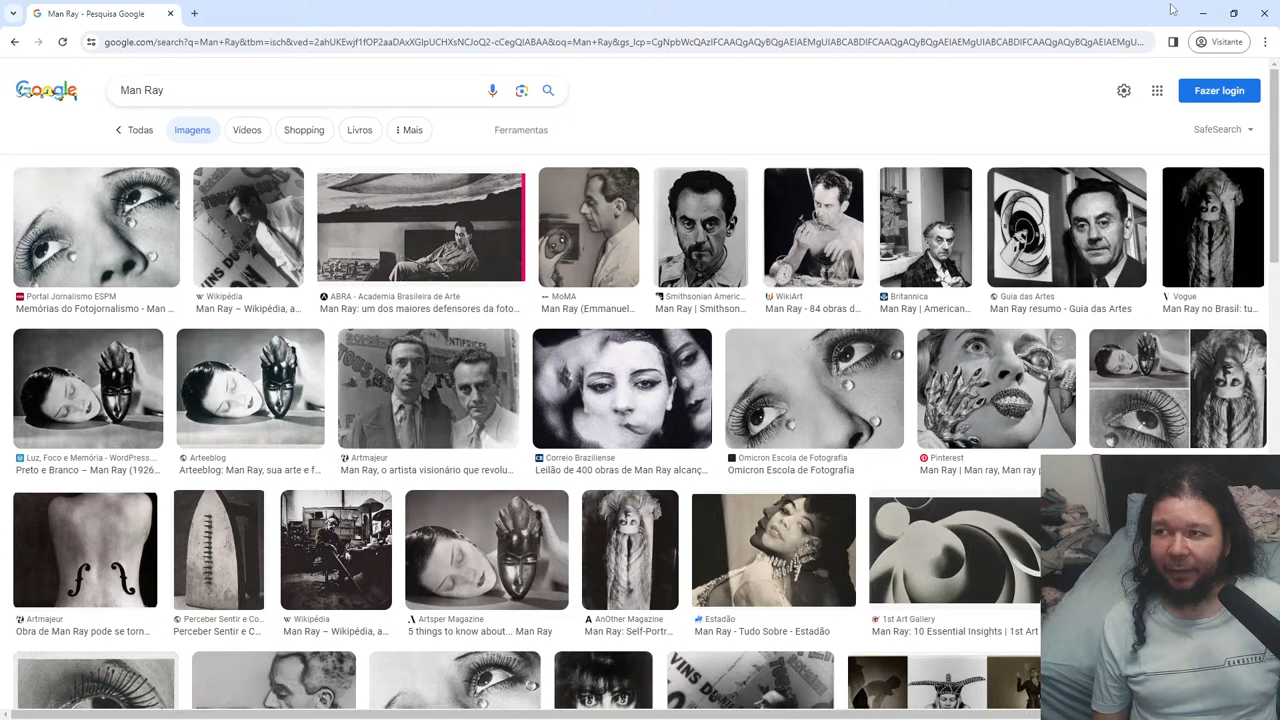 Man Ray - Pesquisa Google
google.com/search?q=Man+Ray&tbm=isch&ved=2ahUKEwjf1fOP2aaDAxXGlpUCHXsNCJoQ2-cCegQIABAA&oq=Man+Ray&gs_lcp=CgNpbWcQAzIFCAAQgAQyBQgAEIAEMgUIABCABDIFCAAQgAQyBQgAEIAEMgUIABCABDIFCAAQgAQyBQgAEIAEMgU...
Visitante
Google
Man Ray
Fazer login
Todas
Imagens
Vídeos
Shopping
Livros
Mais
Ferramentas
SafeSearch
Portal Jornalismo ESPM
Memórias do Fotojornalismo - Man ...
Wikipédia
Man Ray – Wikipédia, a...
ABRA - Academia Brasileira de Arte
Man Ray: um dos maiores defensores da foto...
MoMA
Man Ray (Emmanuel...
Smithsonian Americ...
Man Ray | Smithson...
WikiArt
Man Ray - 84 obras d...
Britannica
Man Ray | American...
Guia das Artes
Man Ray resumo - Guia das Artes
Vogue
Man Ray no Brasil: tu...
Luz, Foco e Memória - WordPress....
Preto e Branco – Man Ray (1926...
Arteeblog
Arteeblog: Man Ray, sua arte e f...
Artmajeur
Man Ray, o artista visionário que revolu...
Correio Braziliense
Leilão de 400 obras de Man Ray alcanç...
Omicron Escola de Fotografia
Omicron Escola de Fotografia
Pinterest
Man Ray | Man ray, Man ray p
Artmajeur
Obra de Man Ray pode se torn...
Perceber Sentir e Co...
Perceber Sentir e C...
Wikipédia
Man Ray – Wikipédia, a...
Artsper Magazine
5 things to know about... Man Ray
AnOther Magazine
Man Ray: Self-Portr...
Estadão
Man Ray - Tudo Sobre - Estadão
1st Art Gallery
Man Ray: 10 Essential Insights | 1st Art
GANGSTER